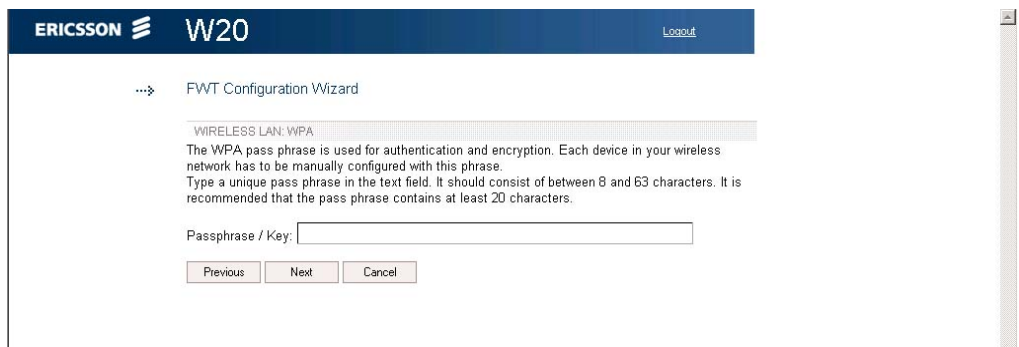 ERICSSON W20 Logout
FWT Configuration Wizard
WIRELESS LAN: WPA
The WPA pass phrase is used for authentication and encryption. Each device in your wireless
network has to be manually configured with this phrase.
Type a unique pass phrase in the text field. It should consist of between 8 and 63 characters. It is
recommended that the pass phrase contains at least 20 characters.
Passphrase / Key:
Previous Next Cancel